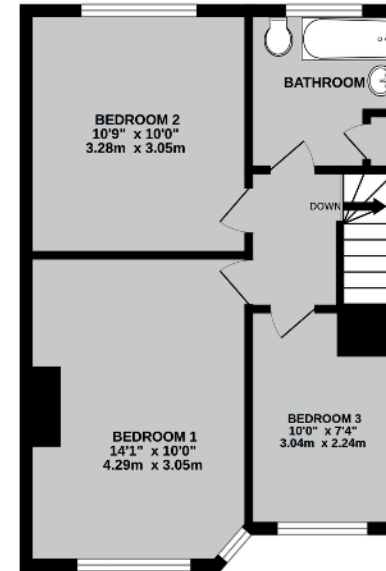 BEDROOM 2
10'9" x 10'0"
3.28m x 3.05m
BATHROOM
DOWN
BEDROOM 1
14'1" x 10'0"
4.29m x 3.05m
BEDROOM 3
10'0" x 7'4"
3.04m x 2.24m